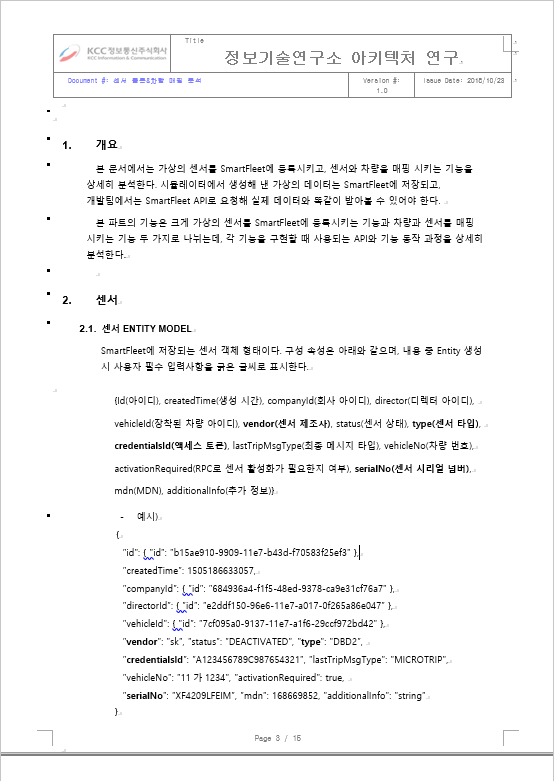 Title
KCC정보통신주식회사
KCC Information & Communication
정보기술연구소 아키텍처 연구
Document #: 센서 등록&차량 매핑 분석
Version #:
1.0
Issue Date: 2018/10/23
1. 개요
본 문서에서는 가상의 센서를 SmartFleet에 등록시키고, 센서와 차량을 매핑 시키는 기능을
상세히 분석한다. 시뮬레이터에서 생성해 낸 가상의 데이터는 SmartFleet에 저장되고,
개발팀에서는 SmartFleet API로 요청해 실제 데이터와 똑같이 받아볼 수 있어야 한다.
본 파트의 기능은 크게 가상의 센서를 SmartFleet에 등록시키는 기능과 차량과 센서를 매핑
시키는 기능 두 가지로 나뉘는데, 각 기능을 구현할 때 사용되는 API와 기능 동작 과정을 상세히
분석한다.
2. 센서
2.1. 센서 ENTITY MODEL
SmartFleet에 저장되는 센서 객체 형태이다. 구성 속성은 아래와 같으며, 내용 중 Entity 생성
시 사용자 필수 입력사항을 굵은 글씨로 표시한다.
{Id(아이디), createdTime(생성 시간), companyId(회사 아이디), director(디렉터 아이디),
vehicleId(장착된 차량 아이디), vendor(센서 제조사), status(센서 상태), type(센서 타입),
credentialsId(액세스 토큰), lastTripMsgType(최종 메시지 타입), vehicleNo(차량 번호),
activationRequired(RPC로 센서 활성화가 필요한지 여부), serialNo(센서 시리얼 넘버),
mdn(MDN), additionalInfo(추가 정보)}
- 예시)
{
"id": { "id": "b15ae910-9909-11e7-b43d-f70583f25ef3" },
"createdTime": 1505186633057,
"companyId": { "id": "684936a4-f1f5-48ed-9378-ca9e31cf76a7" },
"directorId": { "id": "e2ddf150-96e6-11e7-a017-0f265a86e047" },
"vehicleId": { "id": "7cf095a0-9137-11e7-a1f6-29ccf972bd42" },
"vendor": "sk", "status": "DEACTIVATED", "type": "DBD2",
"credentialsId": "A123456789C987654321", "lastTripMsgType": "MICROTRIP",
"vehicleNo": "11 가 1234", "activationRequired": true,
"serialNo": "XF4209LFEIM", "mdn": 168669852, "additionalInfo": "string"
}
Page 3 / 15